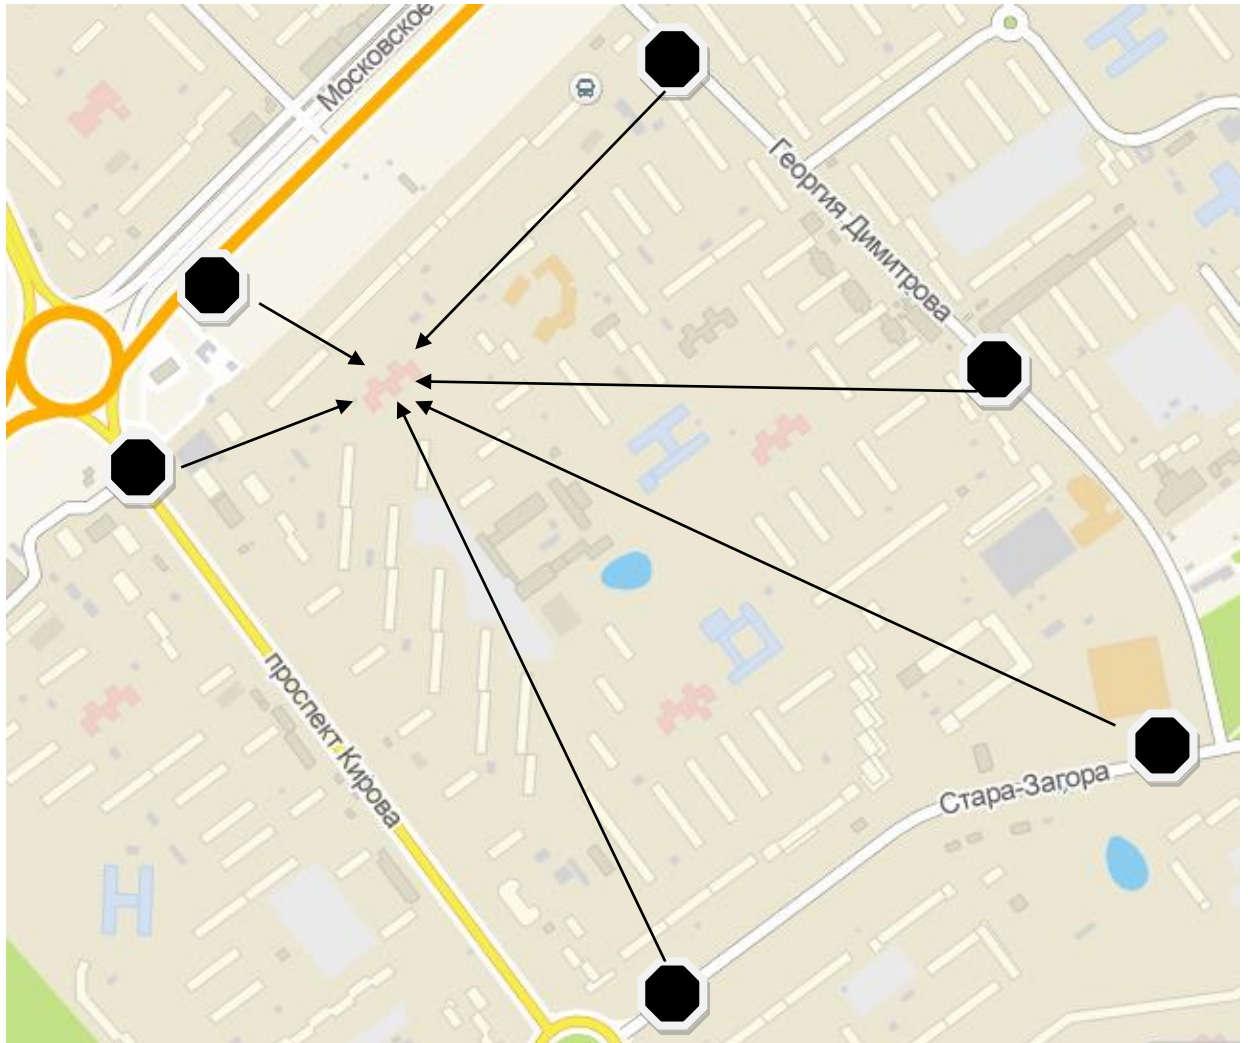 Московское
Георгия Димитрова
проспект Кирова
Стара-Загора